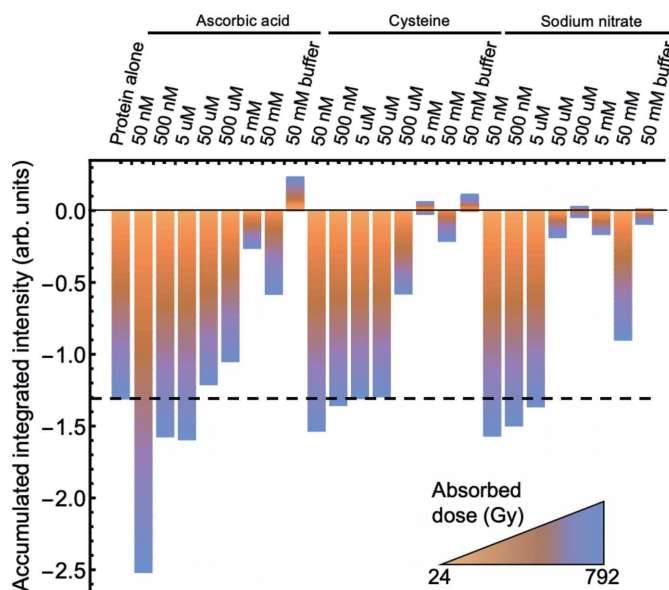 Ascorbic acid Cysteine Sodium nitrate
Protein alone
50 nM
500 nM
5 uM
50 uM
500 uM
5 mM
50 mM
50 mM buffer
50 nM
500 nM
5 uM
50 uM
500 uM
5 mM
50 mM
50 mM buffer
50 nM
500 nM
5 uM
50 uM
500 uM
5 mM
50 mM
50 mM buffer
Accumulated integrated intensity (arb. units)
0.0
−0.5
−1.0
−1.5
−2.0
−2.5
Absorbed
dose (Gy)
24 792